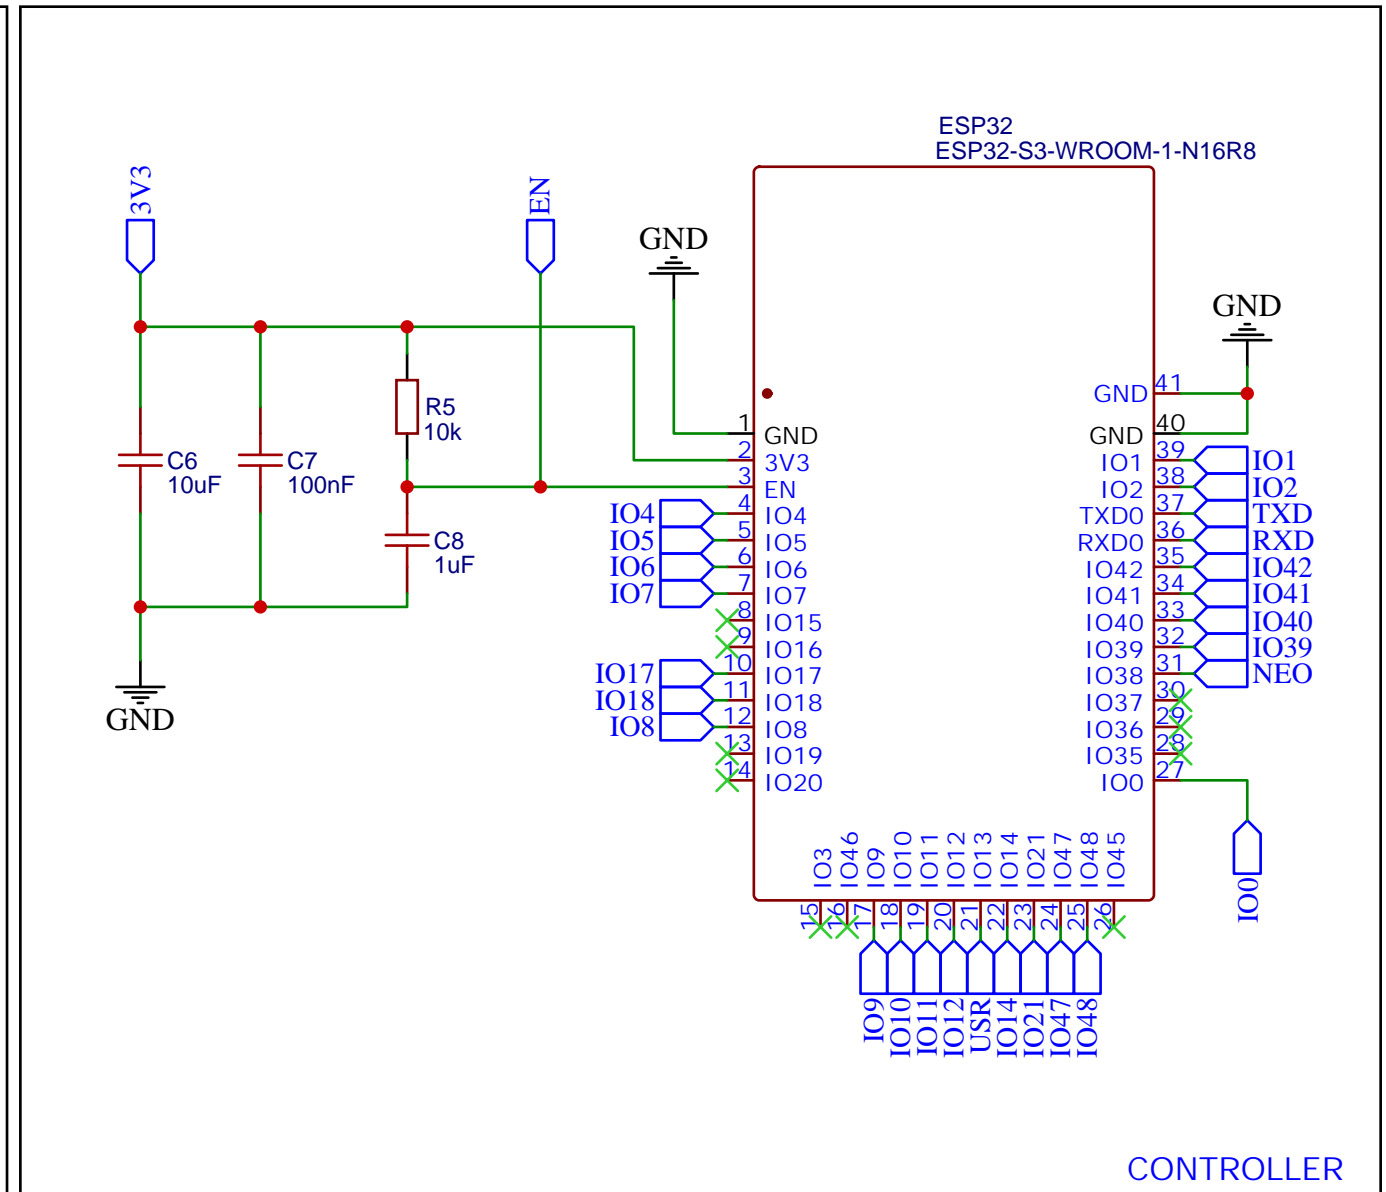 ESP32
ESP32-S3-WROOM-1-N16R8
3V3
EN
GND
GND
R5
10k
C6
10uF
C7
100nF
C8
1uF
GND
1 GND
2 3V3
3 EN
IO4 4 IO4
IO5 5 IO5
IO6 6 IO6
IO7 7 IO7
8 IO15
9 IO16
IO17 10 IO17
IO18 11 IO18
IO8 12 IO8
13 IO19
14 IO20
GND 41
GND 40
IO1 39 IO1
IO2 38 IO2
TXD0 37 TXD
RXD0 36 RXD
IO42 35 IO42
IO41 34 IO41
IO40 33 IO40
IO39 32 IO39
IO38 31 NEO
IO37 30
IO36 29
IO35 28
IO0 27
IO0
IO3 15
IO46 16
IO9 17 IO9
IO10 18 IO10
IO11 19 IO11
IO12 20 IO12
IO13 21 USR
IO14 22 IO14
IO21 23 IO21
IO47 24 IO47
IO48 25 IO48
IO45 26
CONTROLLER